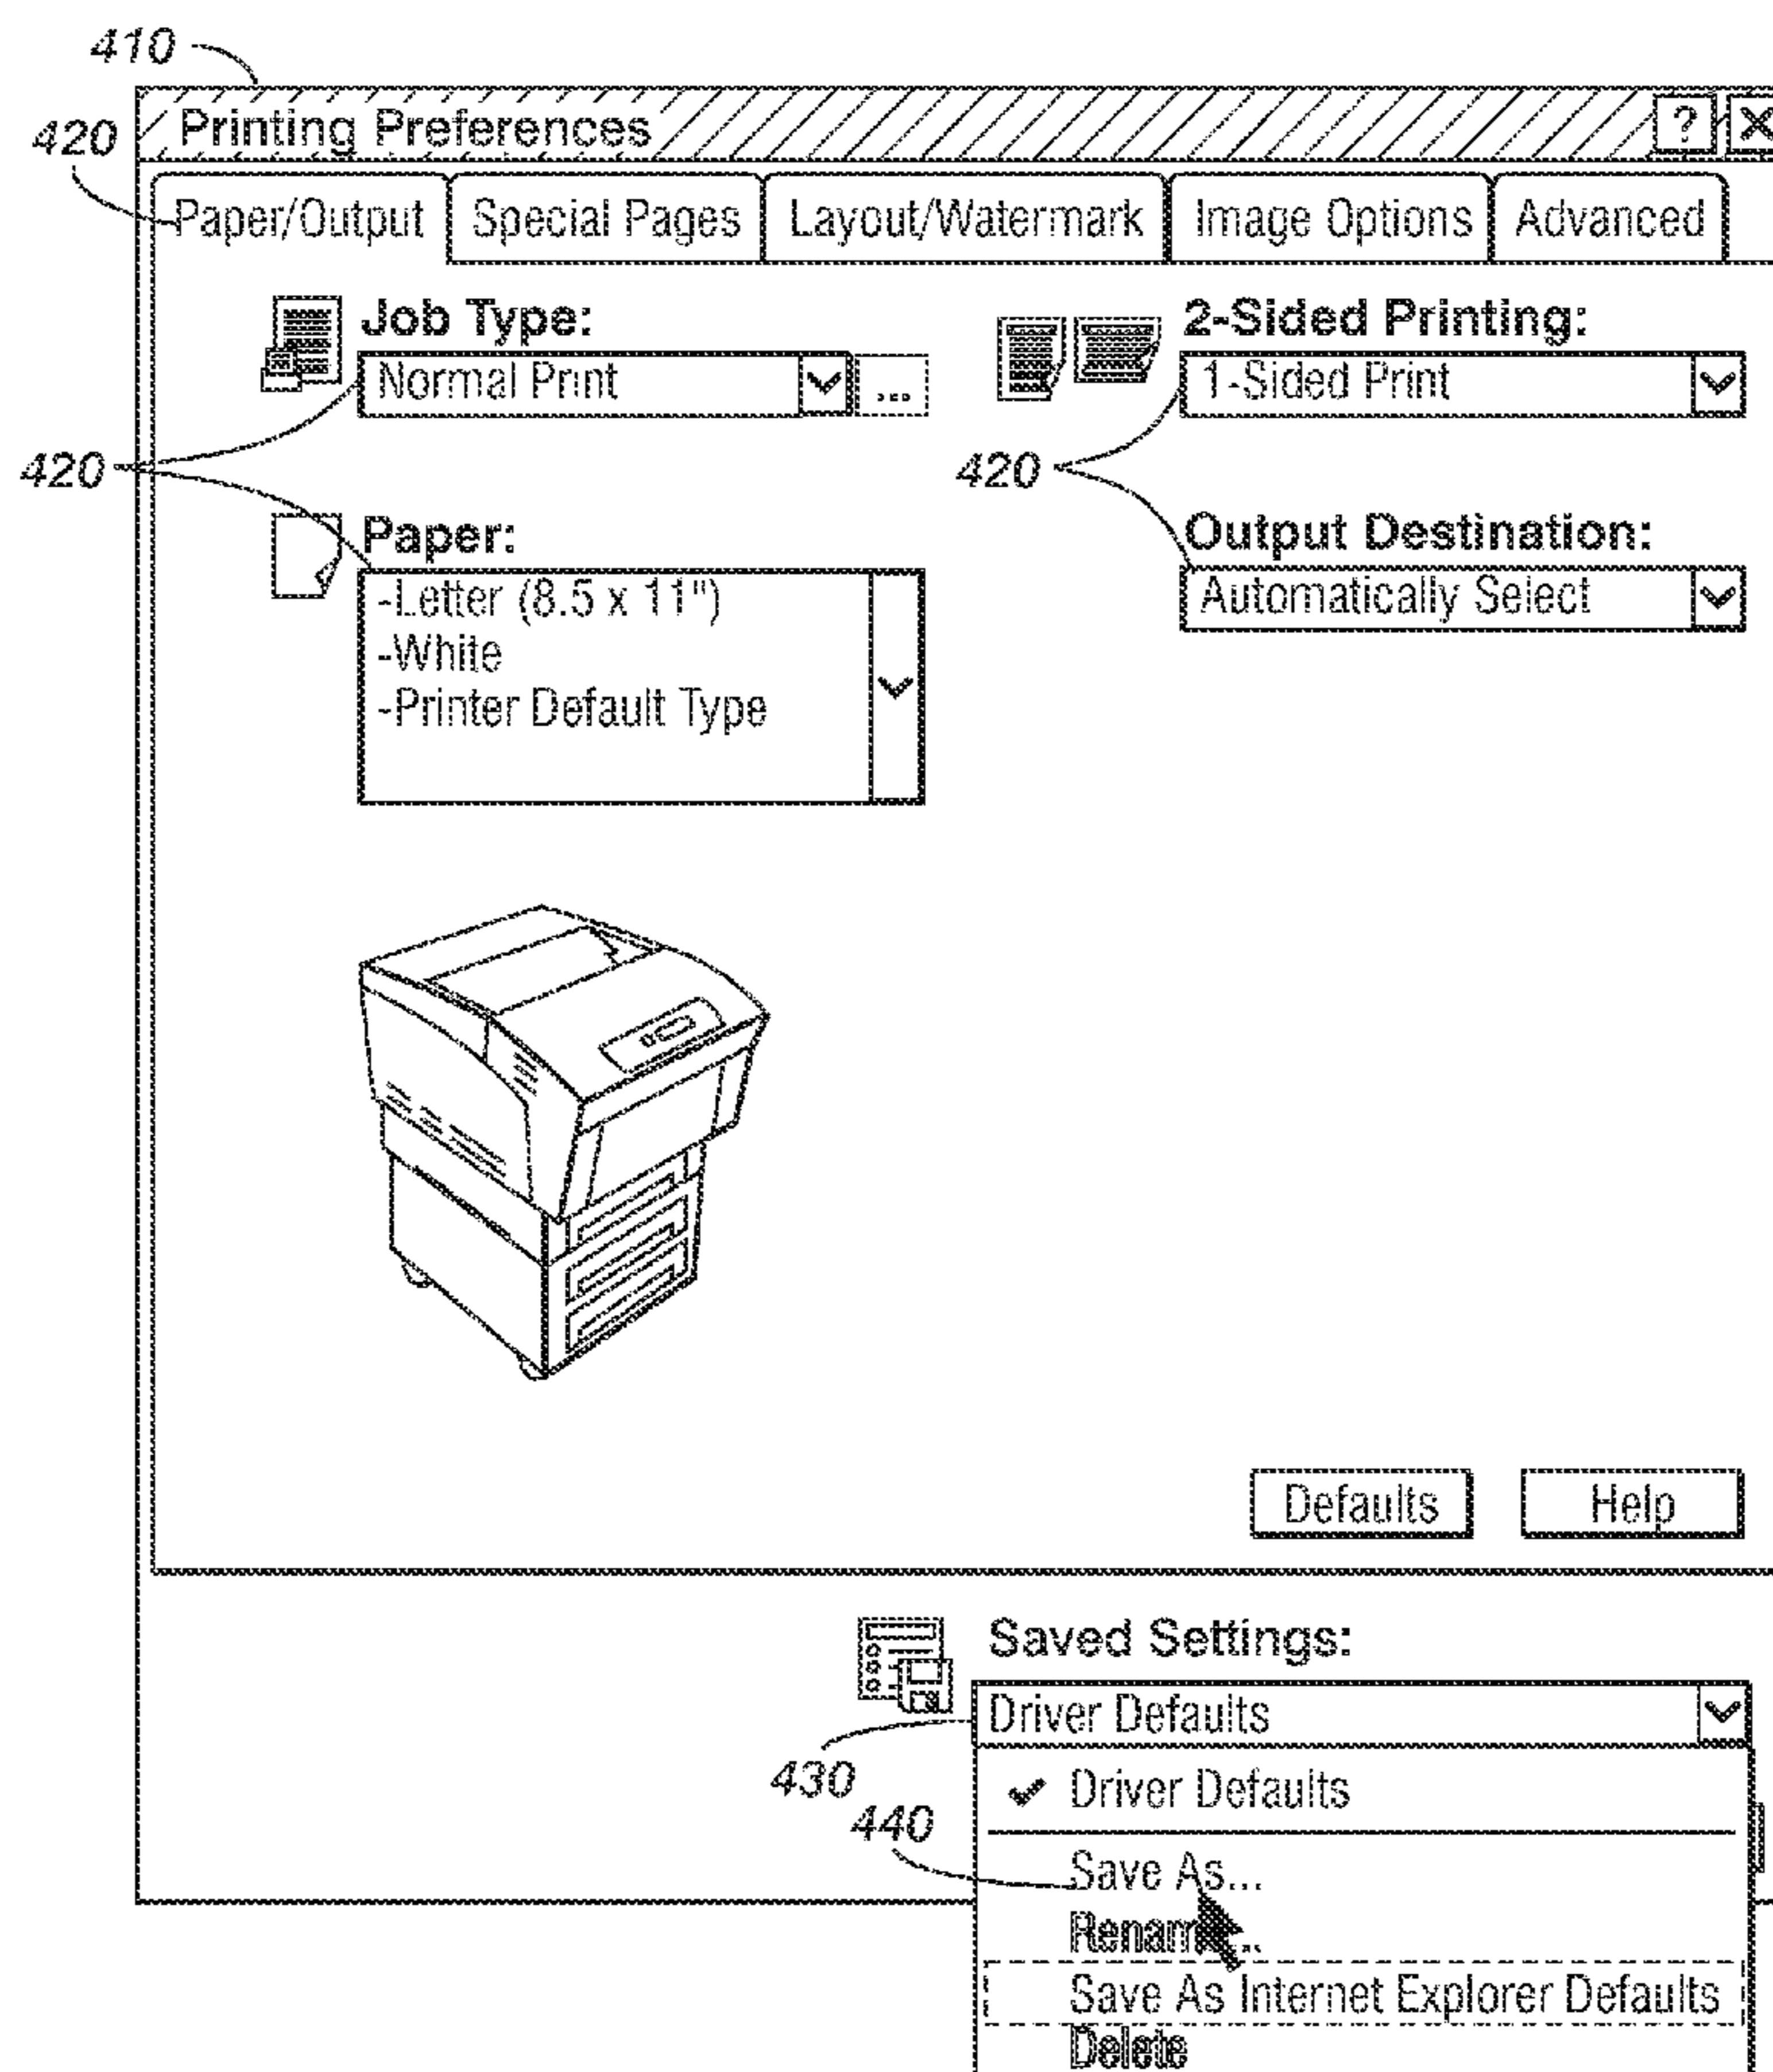 410
420
Printing Preferences ? X
Paper/Output Special Pages Layout/Watermark Image Options Advanced
Job Type: 2-Sided Printing:
Normal Print ... 1-Sided Print
420 420
Paper: Output Destination:
-Letter (8.5 x 11") Automatically Select
-White
-Printer Default Type
Defaults Help
Saved Settings:
Driver Defaults
430
Driver Defaults
440
Save As...
Save As Internet Explorer Defaults
Delete